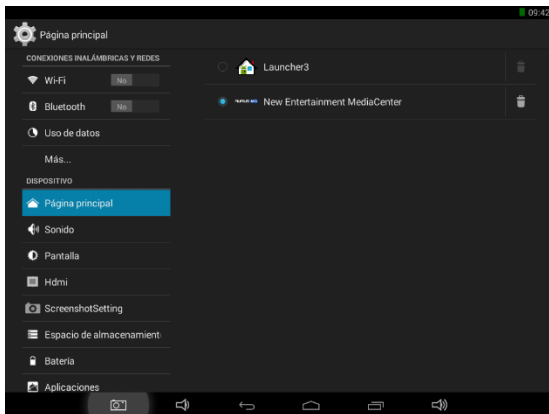 09:42
Página principal
CONEXIONES INALÁMBRICAS Y REDES
Wi-Fi
No
Bluetooth
No
Uso de datos
Más...
DISPOSITIVO
Página principal
Sonido
Pantalla
Hdmi
ScreenshotSetting
Espacio de almacenamient
Batería
Aplicaciones
Launcher3
New Entertainment MediaCenter